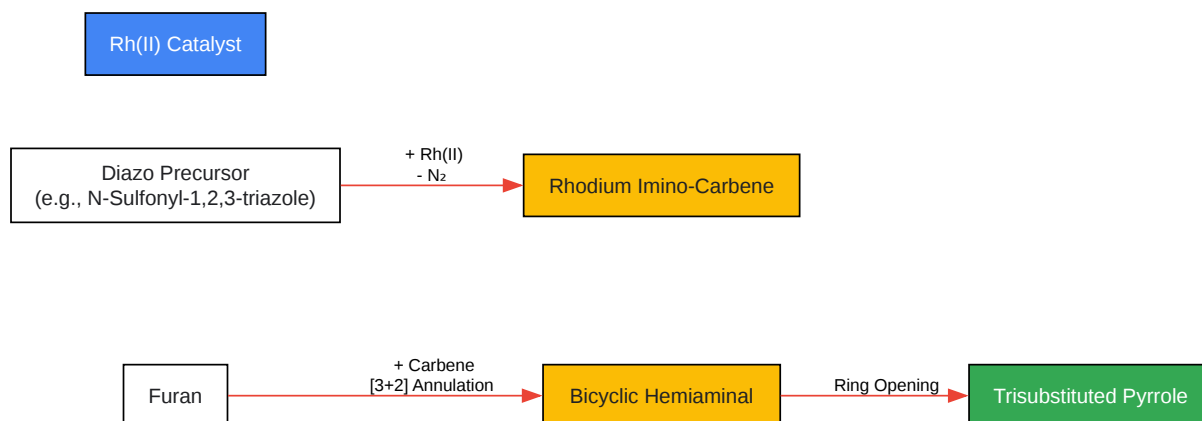 Rh(II) Catalyst
Diazo Precursor
(e.g., N-Sulfonyl-1,2,3-triazole)
+ Rh(II)
- N₂
Rhodium Imino-Carbene
Furan
+ Carbene
[3+2] Annulation
Bicyclic Hemiaminal
Ring Opening
Trisubstituted Pyrrole